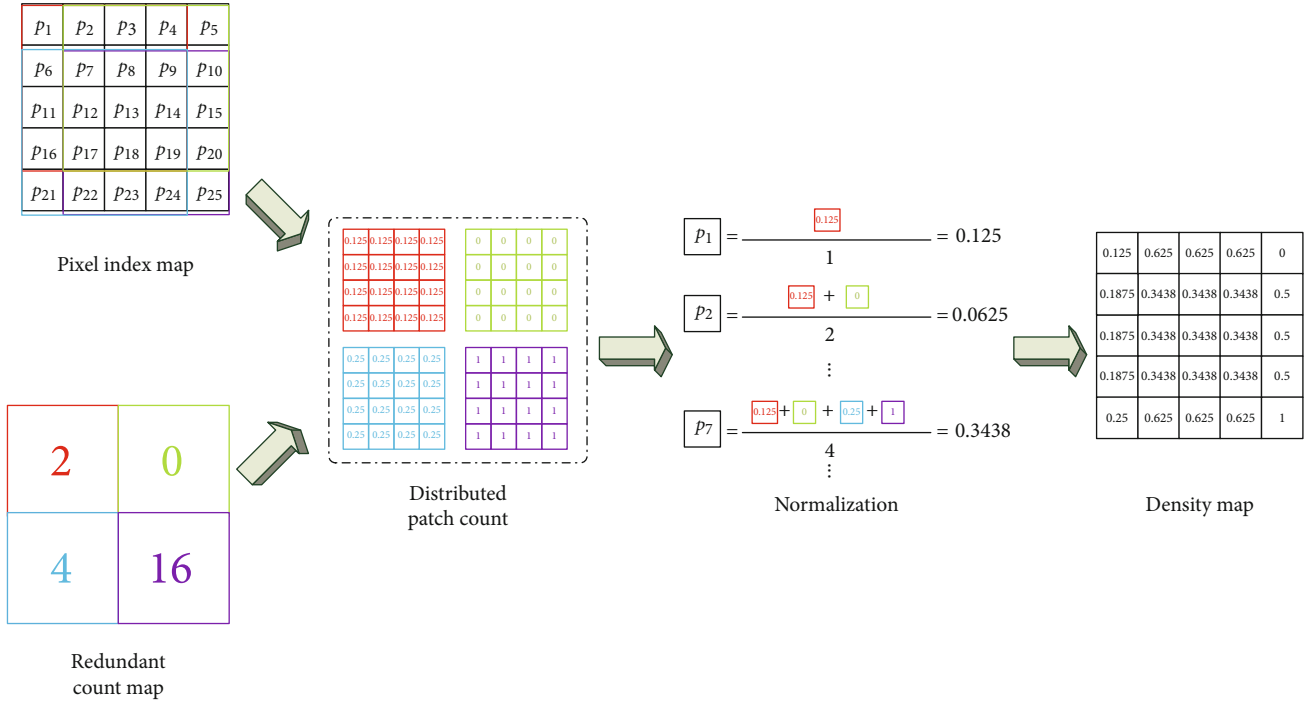 p1 p2 p3 p4 p5
p6 p7 p8 p9 p10
p11 p12 p13 p14 p15
p16 p17 p18 p19 p20
p21 p22 p23 p24 p25
Pixel index map
2 0
4 16
Redundant
count map
0.125 0.125 0.125 0.125
0.125 0.125 0.125 0.125
0.125 0.125 0.125 0.125
0.125 0.125 0.125 0.125
0 0 0 0
0 0 0 0
0 0 0 0
0 0 0 0
0.25 0.25 0.25 0.25
0.25 0.25 0.25 0.25
0.25 0.25 0.25 0.25
0.25 0.25 0.25 0.25
1 1 1 1
1 1 1 1
1 1 1 1
1 1 1 1
Distributed
patch count
0.125
p1 = = 0.125
1
0.125 + 0
p2 = = 0.0625
2
⋮
0.125 + 0 + 0.25 + 1
p7 = = 0.3438
4
⋮
Normalization
0.125 0.625 0.625 0.625 0
0.1875 0.3438 0.3438 0.3438 0.5
0.1875 0.3438 0.3438 0.3438 0.5
0.1875 0.3438 0.3438 0.3438 0.5
0.25 0.625 0.625 0.625 1
Density map